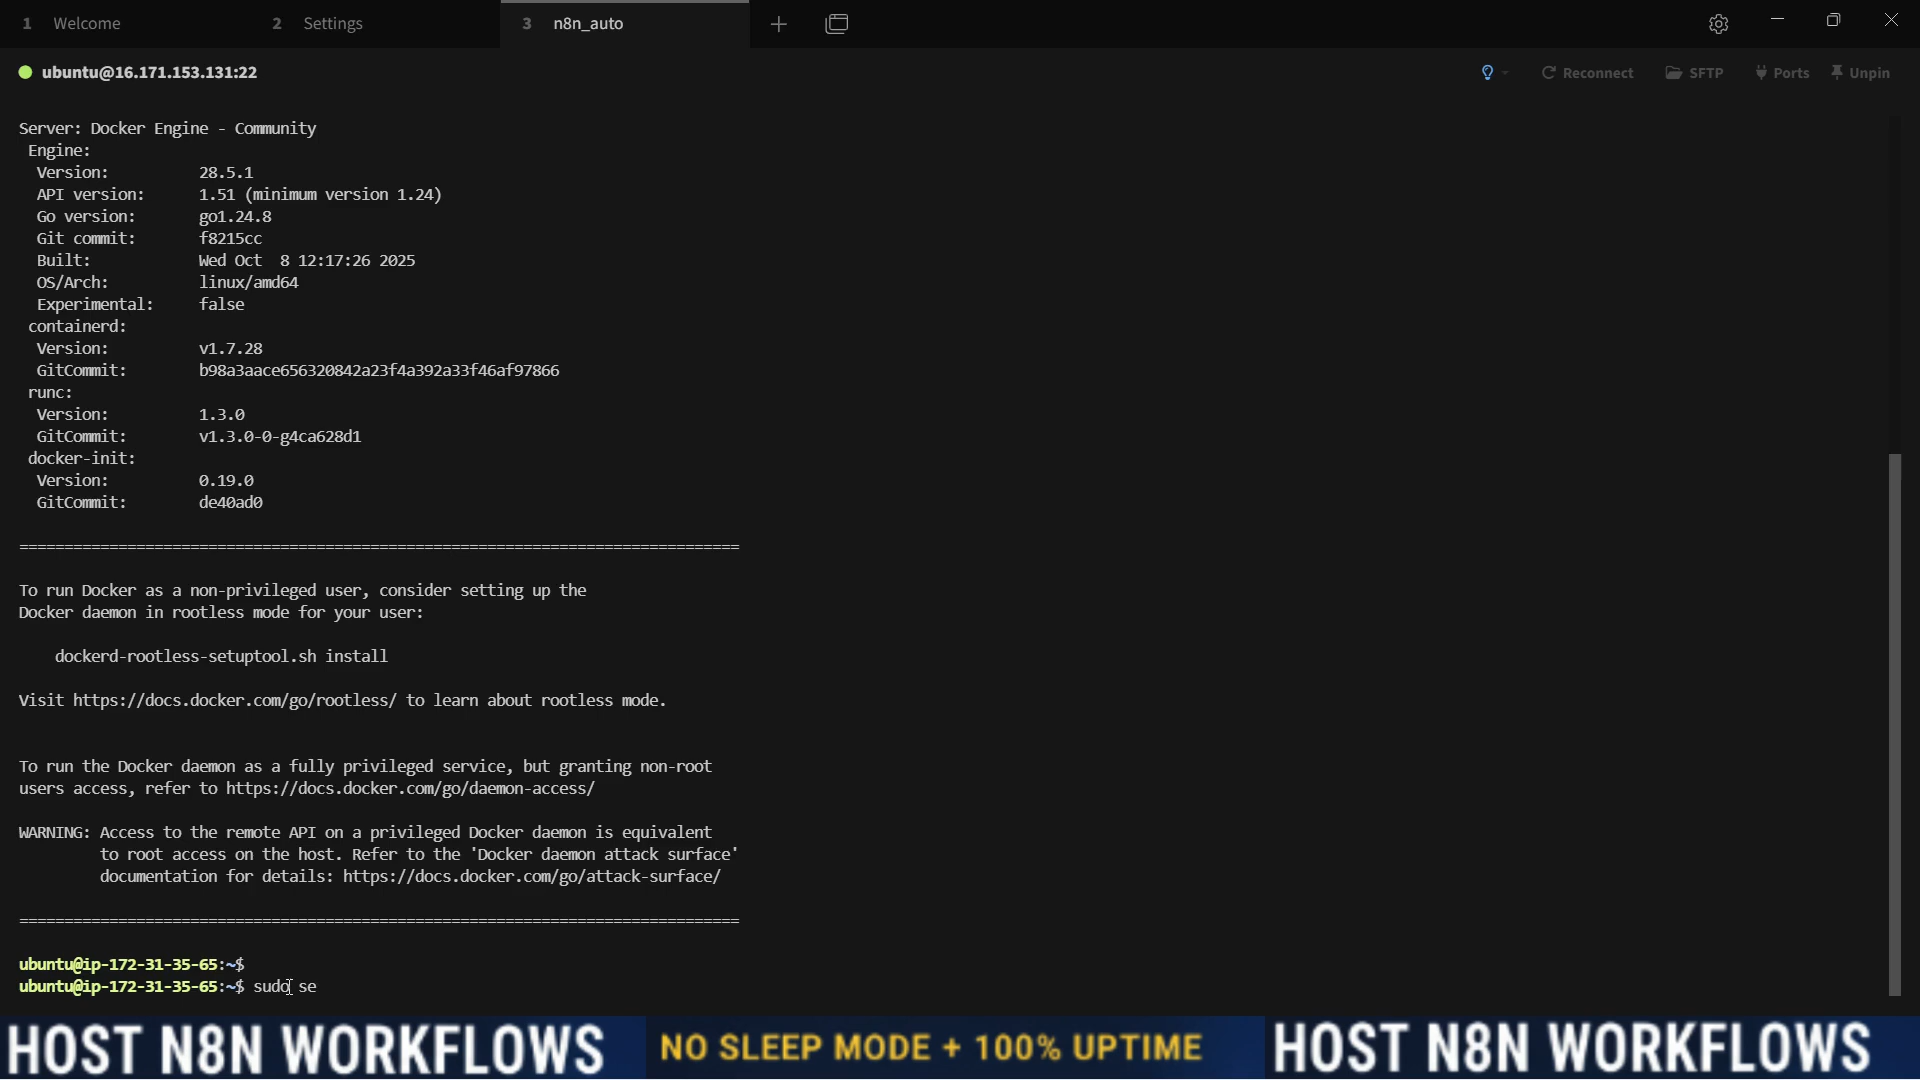 1 Welcome 2 Settings 3 n8n_auto
ubuntu@16.171.153.131:22 Reconnect SFTP Ports Unpin
Server: Docker Engine - Community
Engine:
Version: 28.5.1
API version: 1.51 (minimum version 1.24)
Go version: go1.24.8
Git commit: f8215cc
Built: Wed Oct 8 12:17:26 2025
OS/Arch: linux/amd64
Experimental: false
containerd:
Version: v1.7.28
GitCommit: b98a3aace656320842a23f4a392a33f46af97866
runc:
Version: 1.3.0
GitCommit: v1.3.0-0-g4ca628d1
docker-init:
Version: 0.19.0
GitCommit: de40ad0
================================================================================
To run Docker as a non-privileged user, consider setting up the
Docker daemon in rootless mode for your user:
dockerd-rootless-setuptool.sh install
Visit https://docs.docker.com/go/rootless/ to learn about rootless mode.
To run the Docker daemon as a fully privileged service, but granting non-root
users access, refer to https://docs.docker.com/go/daemon-access/
WARNING: Access to the remote API on a privileged Docker daemon is equivalent
to root access on the host. Refer to the 'Docker daemon attack surface'
documentation for details: https://docs.docker.com/go/attack-surface/
================================================================================
ubuntu@ip-172-31-35-65:~$
ubuntu@ip-172-31-35-65:~$ sudo se
HOST N8N WORKFLOWS NO SLEEP MODE + 100% UPTIME HOST N8N WORKFLOWS